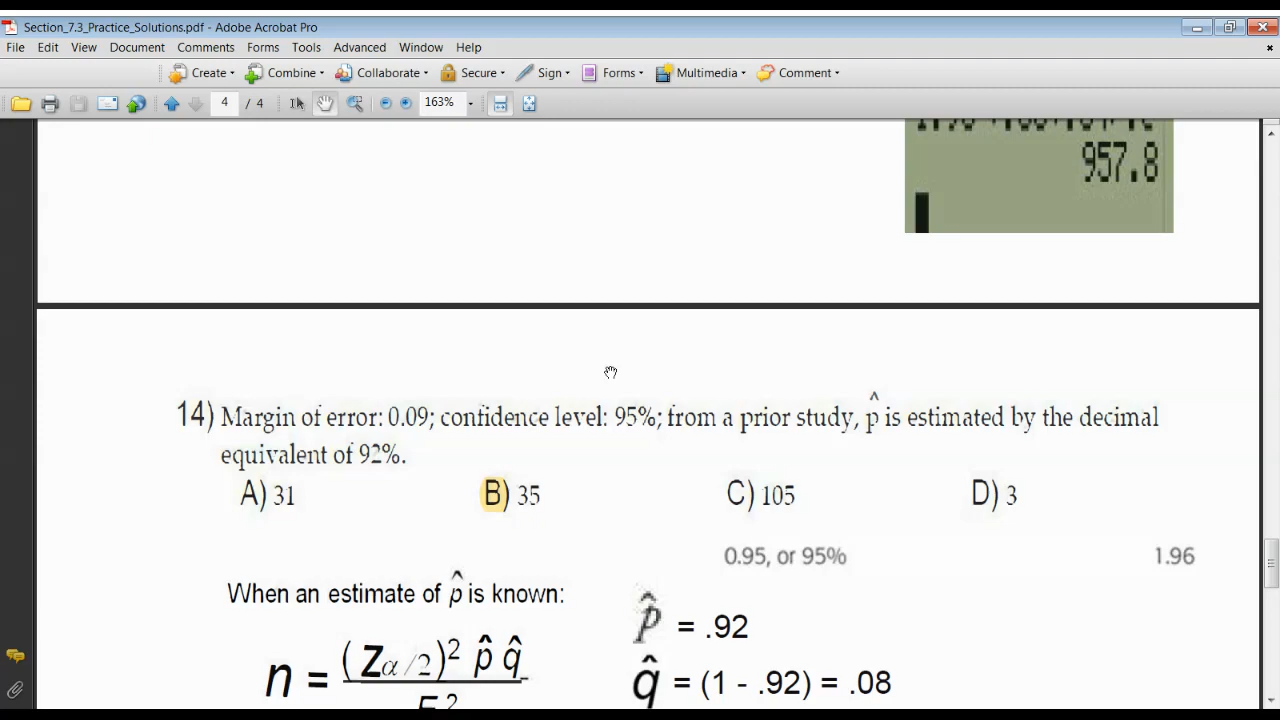 Section_7.3_Practice_Solutions.pdf - Adobe Acrobat Pro
File Edit View Document Comments Forms Tools Advanced Window Help
Create Combine Collaborate Secure Sign Forms Multimedia Comment
4 / 4 163%
957.8
14) Margin of error: 0.09; confidence level: 95%; from a prior study, p̂ is estimated by the decimal
equivalent of 92%.
A) 31 B) 35 C) 105 D) 3
0.95, or 95% 1.96
When an estimate of p̂ is known:
p̂ = .92
n = (Zα/2)² p̂ q̂
q̂ = (1 - .92) = .08